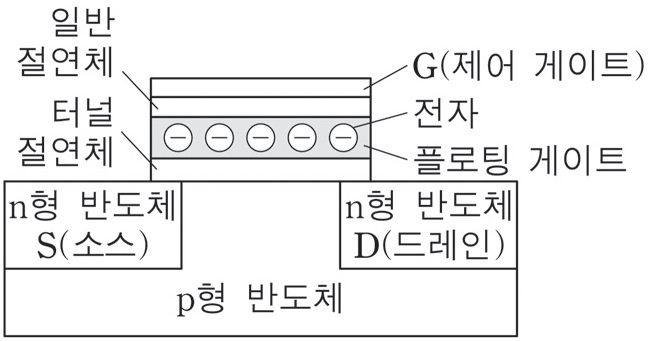 일반
절연체
터널
절연체
G(제어 게이트)
전자
플로팅 게이트
n형 반도체
S(소스)
n형 반도체
D(드레인)
p형 반도체